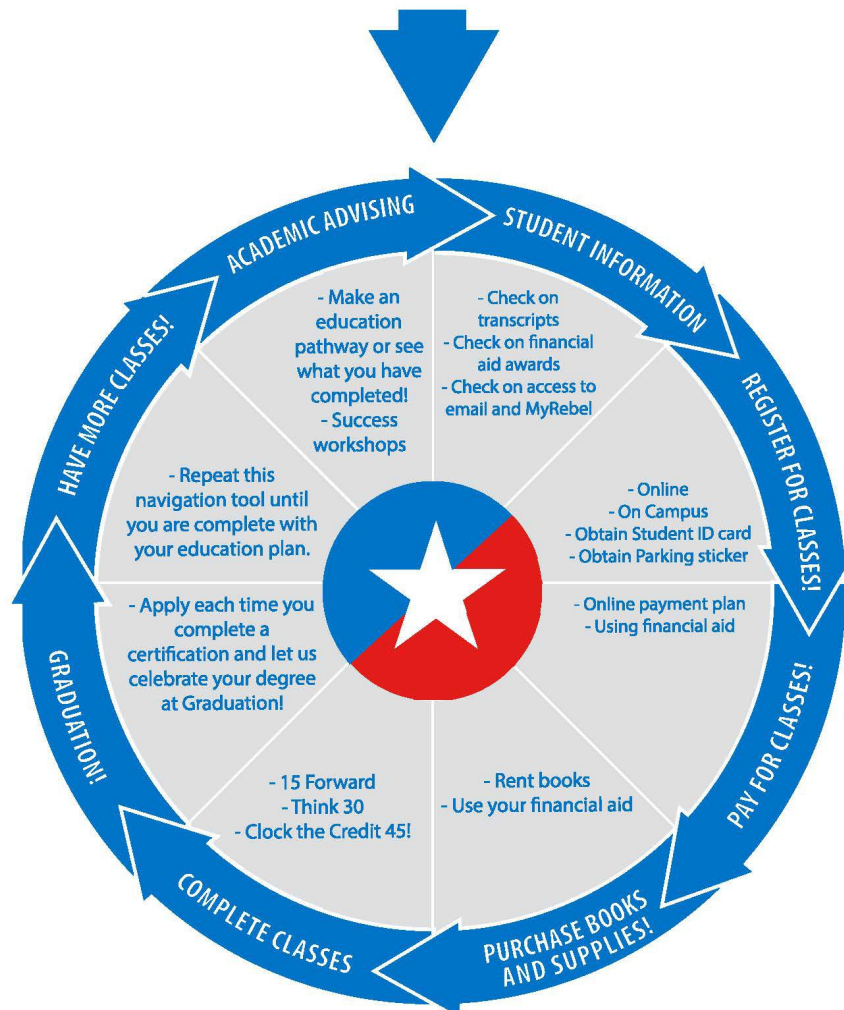 ACADEMIC ADVISING
- Make an
education
pathway or see
what you have
completed!
- Success
workshops
STUDENT INFORMATION
- Check on
transcripts
- Check on financial
aid awards
- Check on access to
email and MyRebel
REGISTER FOR CLASSES!
- Online
- On Campus
- Obtain Student ID card
- Obtain Parking sticker
PAY FOR CLASSES!
- Online payment plan
- Using financial aid
PURCHASE BOOKS
AND SUPPLIES!
- Rent books
- Use your financial aid
COMPLETE CLASSES
- 15 Forward
- Think 30
- Clock the Credit 45!
GRADUATION!
- Apply each time you
complete a
certification and let us
celebrate your degree
at Graduation!
HAVE MORE CLASSES!
- Repeat this
navigation tool until
you are complete with
your education plan.